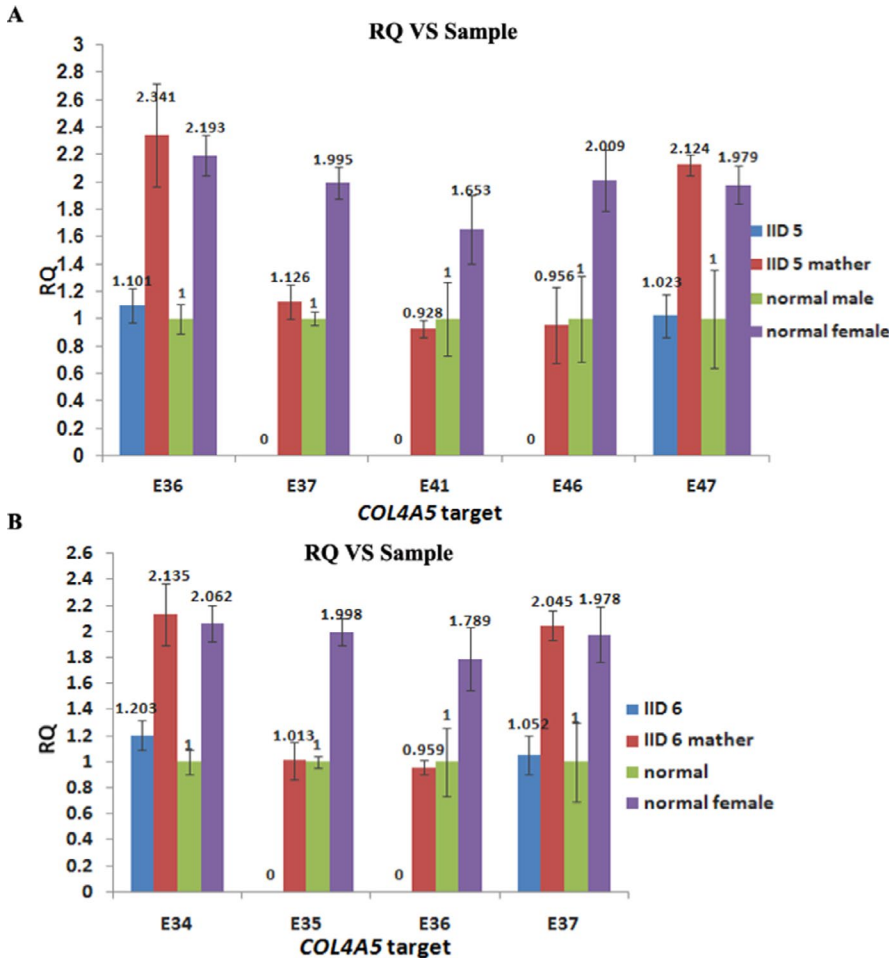 A
RQ VS Sample
3
2.8
2.6
2.4
2.2
2
1.8
1.6
1.4
1.2
1
0.8
0.6
0.4
0.2
0
RQ
1.101
2.341
1
2.193
0
1.126
1
1.995
0
0.928
1
1.653
0
0.956
1
2.009
1.023
2.124
1
1.979
E36
E37
E41
E46
E47
COL4A5 target
IID 5
IID 5 mather
normal male
normal female
B
RQ VS Sample
2.6
2.4
2.2
2
1.8
1.6
1.4
1.2
1
0.8
0.6
0.4
0.2
0
RQ
1.203
2.135
1
2.062
0
1.013
1
1.998
0
0.959
1
1.789
1.052
2.045
1
1.978
E34
E35
E36
E37
COL4A5 target
IID 6
IID 6 mather
normal
normal female